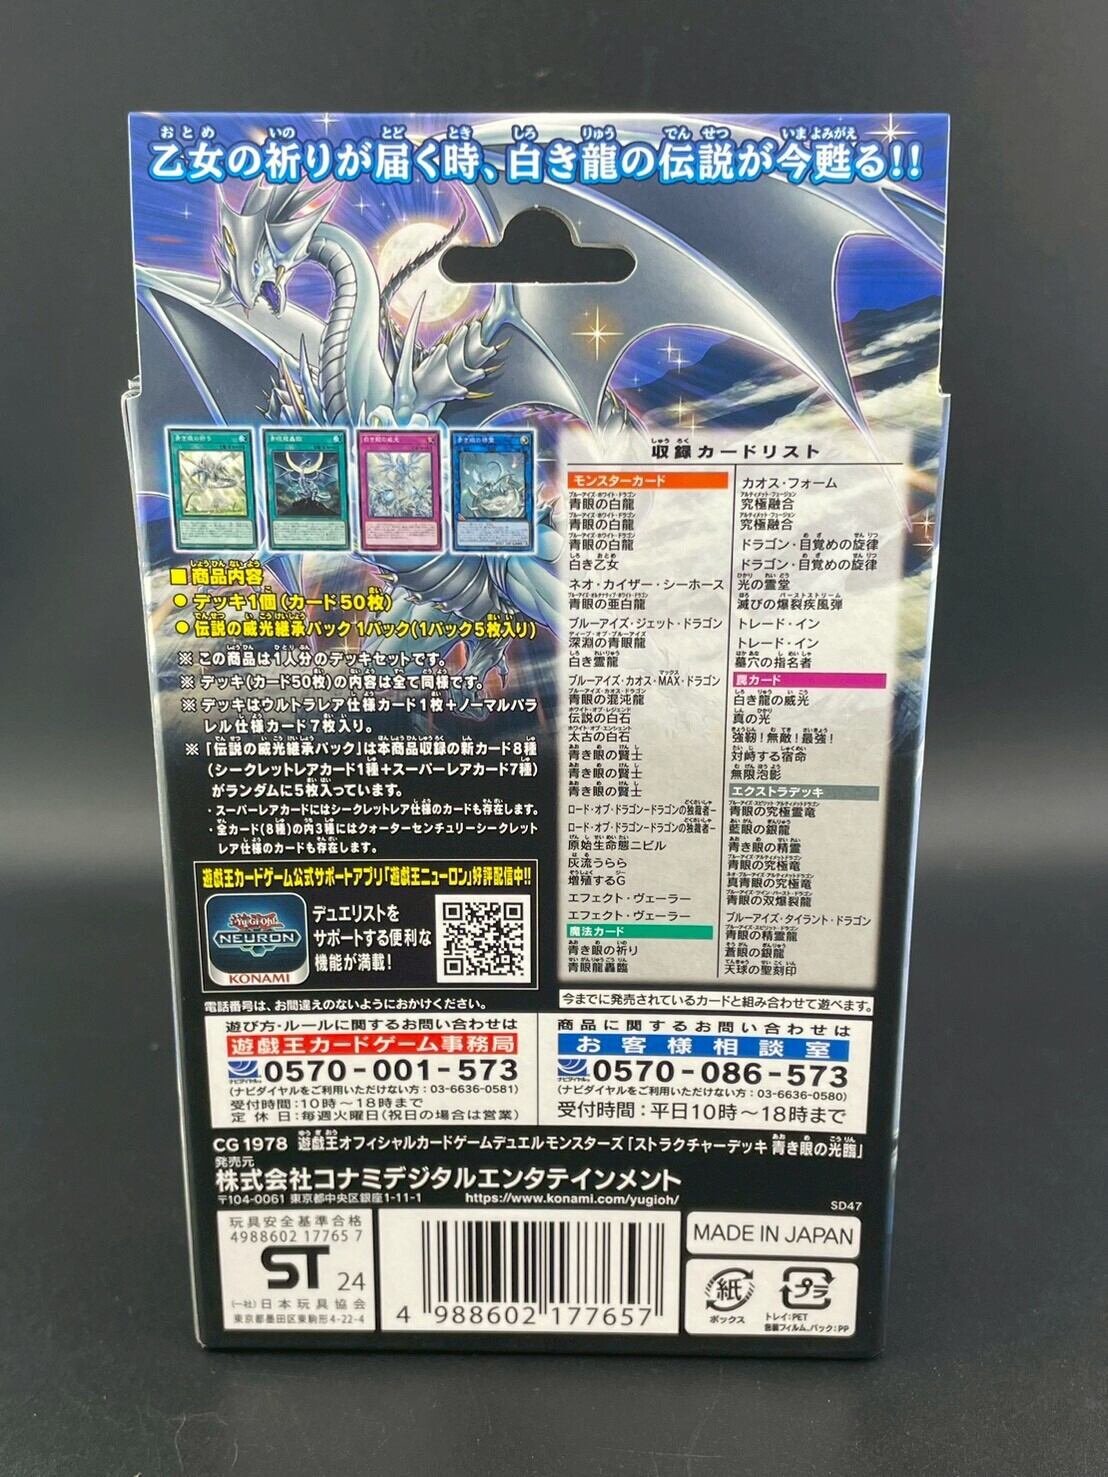 乙女の祈りが届く時、白き龍の伝説が今甦る!!
青き眼の祈り
青眼龍轟臨
白き龍の威光
青き眼の精霊
■商品内容
●デッキ1個(カード50枚)
●伝説の威光継承パック 1パック(1パック5枚入り)
※ この商品は1人分のデッキセットです。
※ デッキ(カード50枚)の内容は全て同様です。
※ デッキはウルトラレア仕様カード1枚+ノーマルパラ
レル仕様カード7枚入り。
※「伝説の威光継承パック」は本商品収録の新カード8種
(シークレットレアカード1種+スーパーレアカード7種)
がランダムに5枚入っています。
・スーパーレアカードにはシークレットレア仕様のカードも存在します。
・全カード(8種)の内3種にはクォーターセンチュリーシークレット
レア仕様のカードも存在します。
収録カードリスト
モンスターカード
青眼の白龍
青眼の白龍
青眼の白龍
白き乙女
ネオ・カイザー・シーホース
青眼の亜白龍
ブルーアイズ・ジェット・ドラゴン
深淵の青眼龍
白き霊龍
ブルーアイズ・カオス・MAX・ドラゴン
青眼の混沌龍
伝説の白石
太古の白石
青き眼の賢士
青き眼の賢士
青き眼の賢士
ロード・オブ・ドラゴン-ドラゴンの独裁者-
ロード・オブ・ドラゴン-ドラゴンの独裁者-
原始生命態ニビル
灰流うらら
増殖するG
エフェクト・ヴェーラー
エフェクト・ヴェーラー
魔法カード
青き眼の祈り
青眼龍轟臨
カオス・フォーム
究極融合
究極融合
ドラゴン・目覚めの旋律
ドラゴン・目覚めの旋律
光の霊堂
滅びの爆裂疾風弾
トレード・イン
トレード・イン
墓穴の指名者
罠カード
白き龍の威光
真の光
強靭!無敵!最強!
対峙する宿命
無限泡影
エクストラデッキ
青眼の究極霊竜
藍眼の銀龍
青き眼の精霊
青眼の究極竜
真青眼の究極竜
青眼の双爆裂龍
ブルーアイズ・タイラント・ドラゴン
青眼の精霊龍
蒼眼の銀龍
天球の聖刻印
今までに発売されているカードと組み合わせて遊べます。
遊戯王カードゲーム公式サポートアプリ「遊戯王ニューロン」好評配信中!!
Yu-Gi-Oh!
NEURON
KONAMI
デュエリストを
サポートする便利な
機能が満載!
電話番号は、お間違えのないようにおかけください。
遊び方・ルールに関するお問い合わせは
遊戯王カードゲーム事務局
ナビダイヤル 0570-001-573
(ナビダイヤルをご利用いただけない方:03-6636-0581)
受付時間:10時～18時まで
定休日:毎週火曜日(祝日の場合は営業)
商品に関するお問い合わせは
お客様相談室
ナビダイヤル 0570-086-573
(ナビダイヤルをご利用いただけない方:03-6636-0580)
受付時間:平日10時～18時まで
CG1978 遊戯王オフィシャルカードゲームデュエルモンスターズ「ストラクチャーデッキ 青き眼の光臨」
発売元
株式会社コナミデジタルエンタテインメント
〒104-0061 東京都中央区銀座1-11-1 https://www.konami.com/yugioh/
SD47
玩具安全基準合格
4988602 17765 7
ST 24
(一社)日本玩具協会
東京都墨田区東駒形4-22-4
4 988602 177657
MADE IN JAPAN
紙
ボックス
プラ
トレイ:PET
包装フィルム、パック:PP